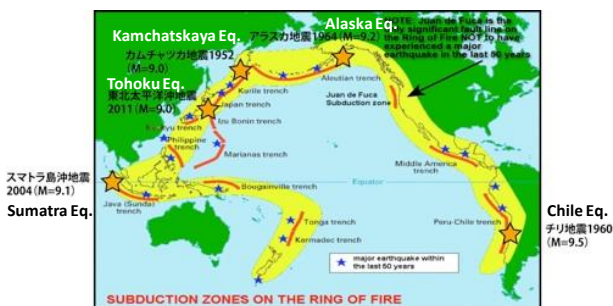 Alaska Eq.
アラスカ地震1964(M=9.2)
Kamchatskaya Eq.
カムチャツカ地震1952
(M=9.0)
Tohoku Eq.
東北太平洋沖地震
2011(M=9.0)
NOTE: Juan de Fuca is the
only significant fault line on
the Ring of Fire NOT to have
experienced a major
earthquake in the last 50 years
Aleutian trench
Kurile trench
Japan trench
Juan de Fuca
Subduction zone
Izu Bonin trench
Ryukyu trench
Philippine
trench
Marianas trench
Middle America
trench
スマトラ島沖地震
2004(M=9.1)
Sumatra Eq.
Java (Sunda)
trench
Equator
Bougainville trench
Tonga trench
Kermadec trench
Peru-Chile trench
Chile Eq.
チリ地震1960
(M=9.5)
major earthquake within
the last 50 years
SUBDUCTION ZONES ON THE RING OF FIRE